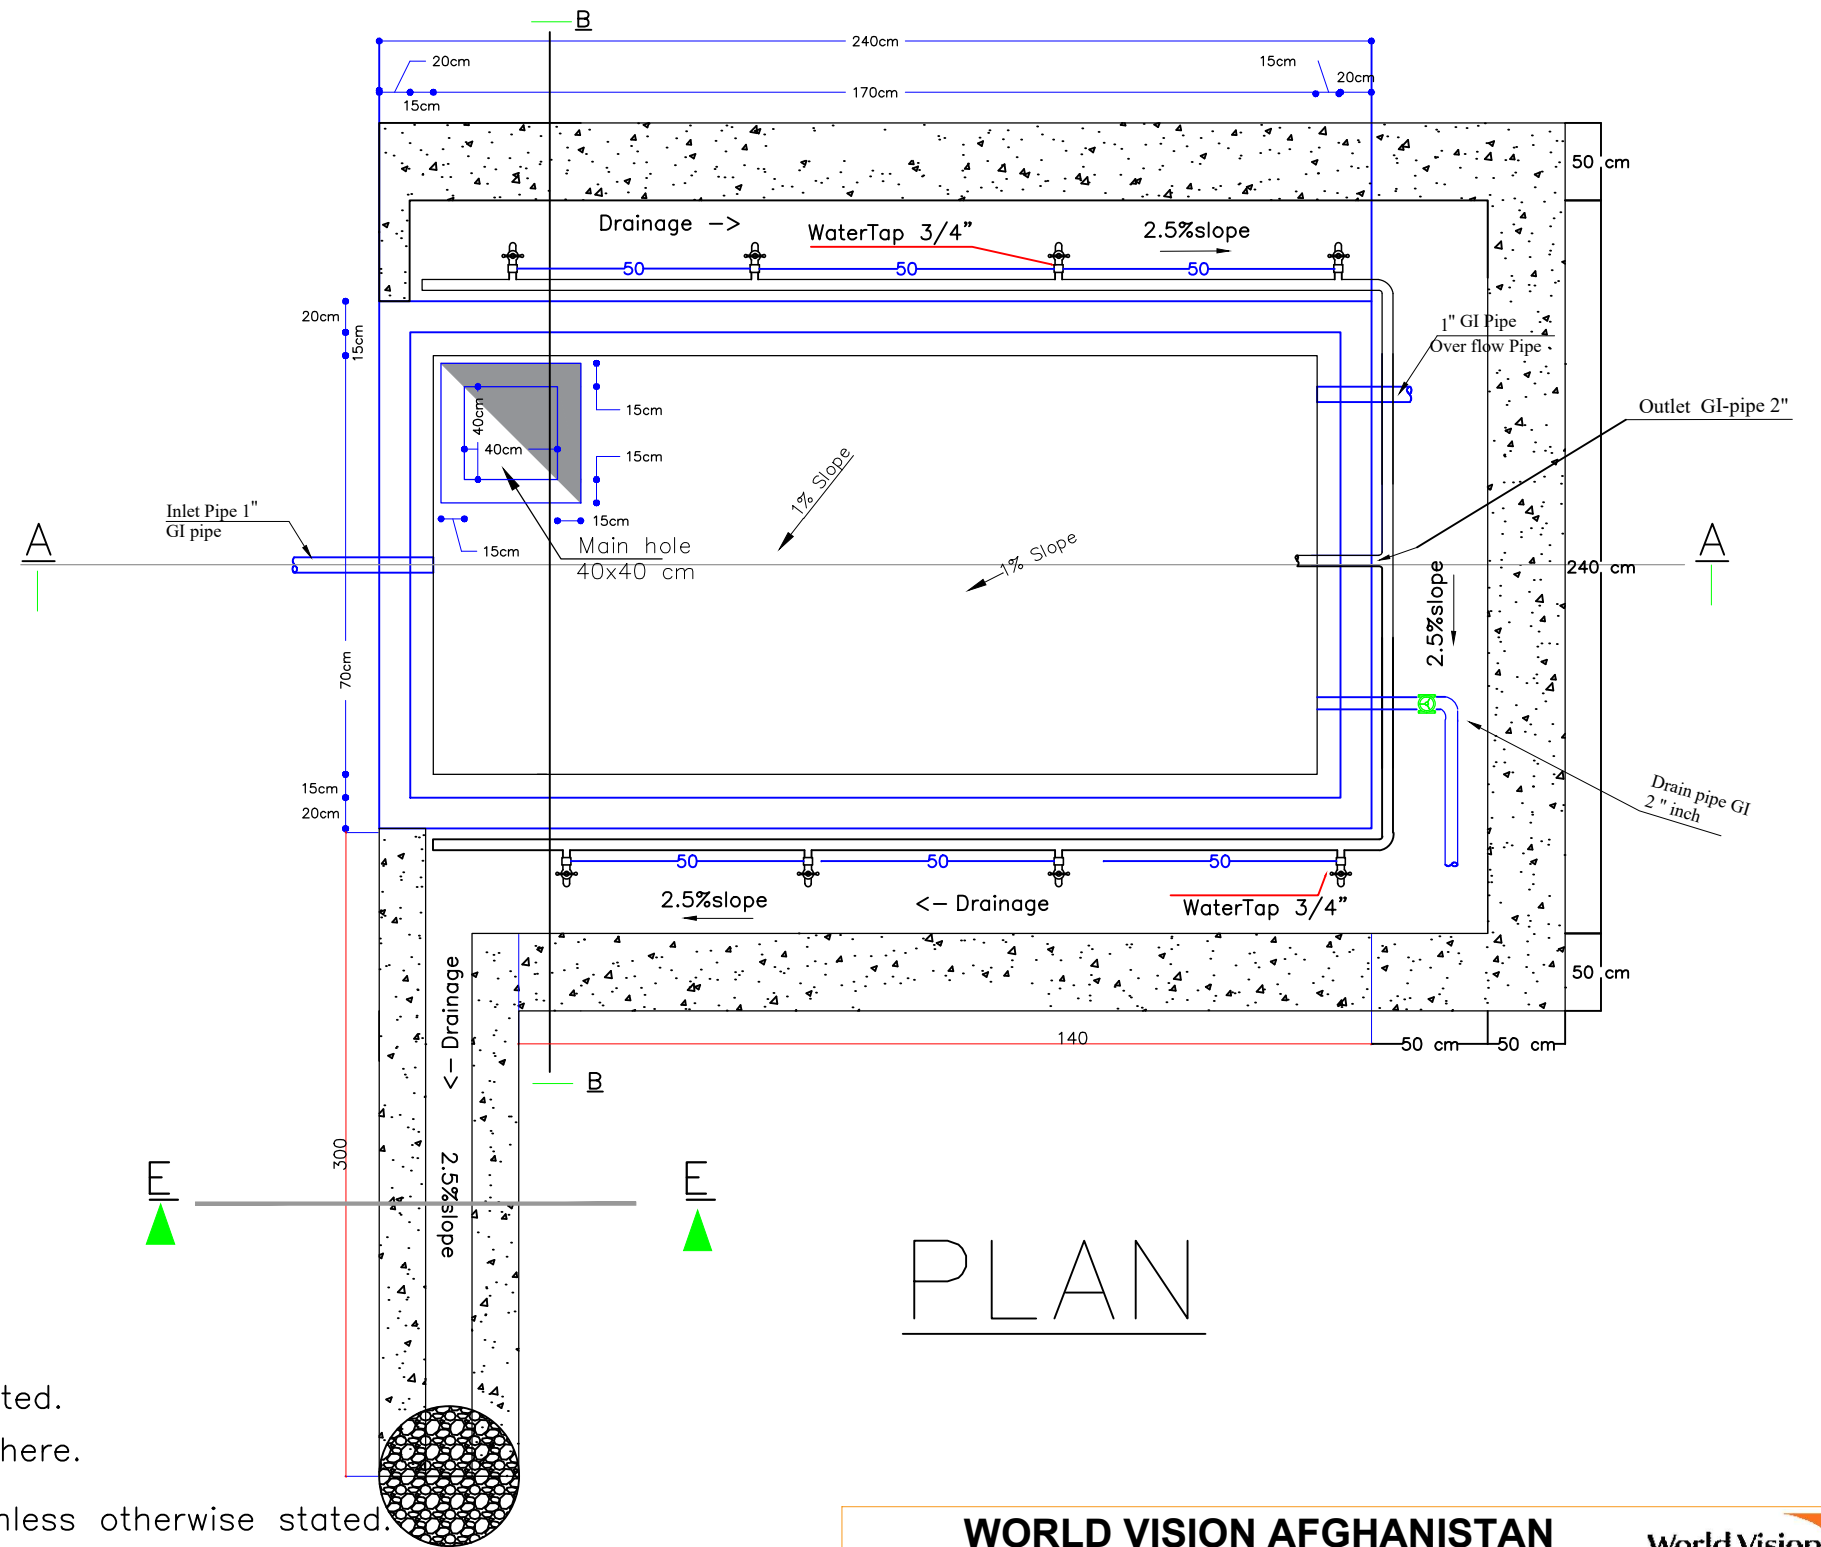 B
240cm
20cm
15cm
20cm
15cm
170cm
50 cm
Drainage ->
WaterTap 3/4"
2.5%slope
50
50
50
20cm
15cm
1" GI Pipe
Over flow Pipe
Outlet GI-pipe 2"
40cm
40cm
15cm
15cm
15cm
15cm
1% Slope
1% Slope
Main hole
40x40 cm
Inlet Pipe 1"
GI pipe
A
A
240 cm
2.5%slope
70cm
15cm
20cm
Drain pipe GI
2 " inch
50
50
50
2.5%slope
<- Drainage
WaterTap 3/4"
50 cm
<- Drainage
140
50 cm
50 cm
B
300
2.5%slope
E
E
PLAN
ted.
here.
nless otherwise stated.
WORLD VISION AFGHANISTAN
World Vision